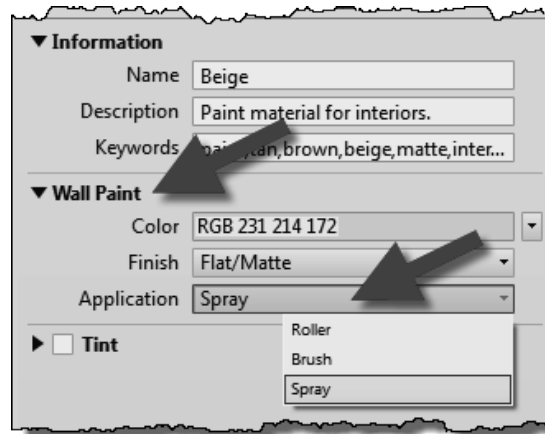 Information
Name Beige
Description Paint material for interiors.
Keywords tan,brown,beige,matte,inter...
Wall Paint
Color RGB 231 214 172
Finish Flat/Matte
Application Spray
Roller
Tint
Brush
Spray